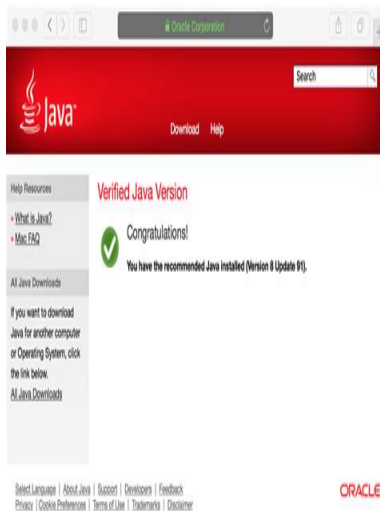 Oracle Corporation
Search
Java
Download Help
Help Resources
Verified Java Version
• What is Java?
• Mac FAQ
Congratulations!
You have the recommended Java installed (Version 8 Update 91).
All Java Downloads
If you want to download
Java for another computer
or Operating System, click
the link below.
All Java Downloads
Select Language | About Java | Support | Developers | Feedback
Privacy | Cookie Preferences | Terms of Use | Trademarks | Disclaimer
ORACLE